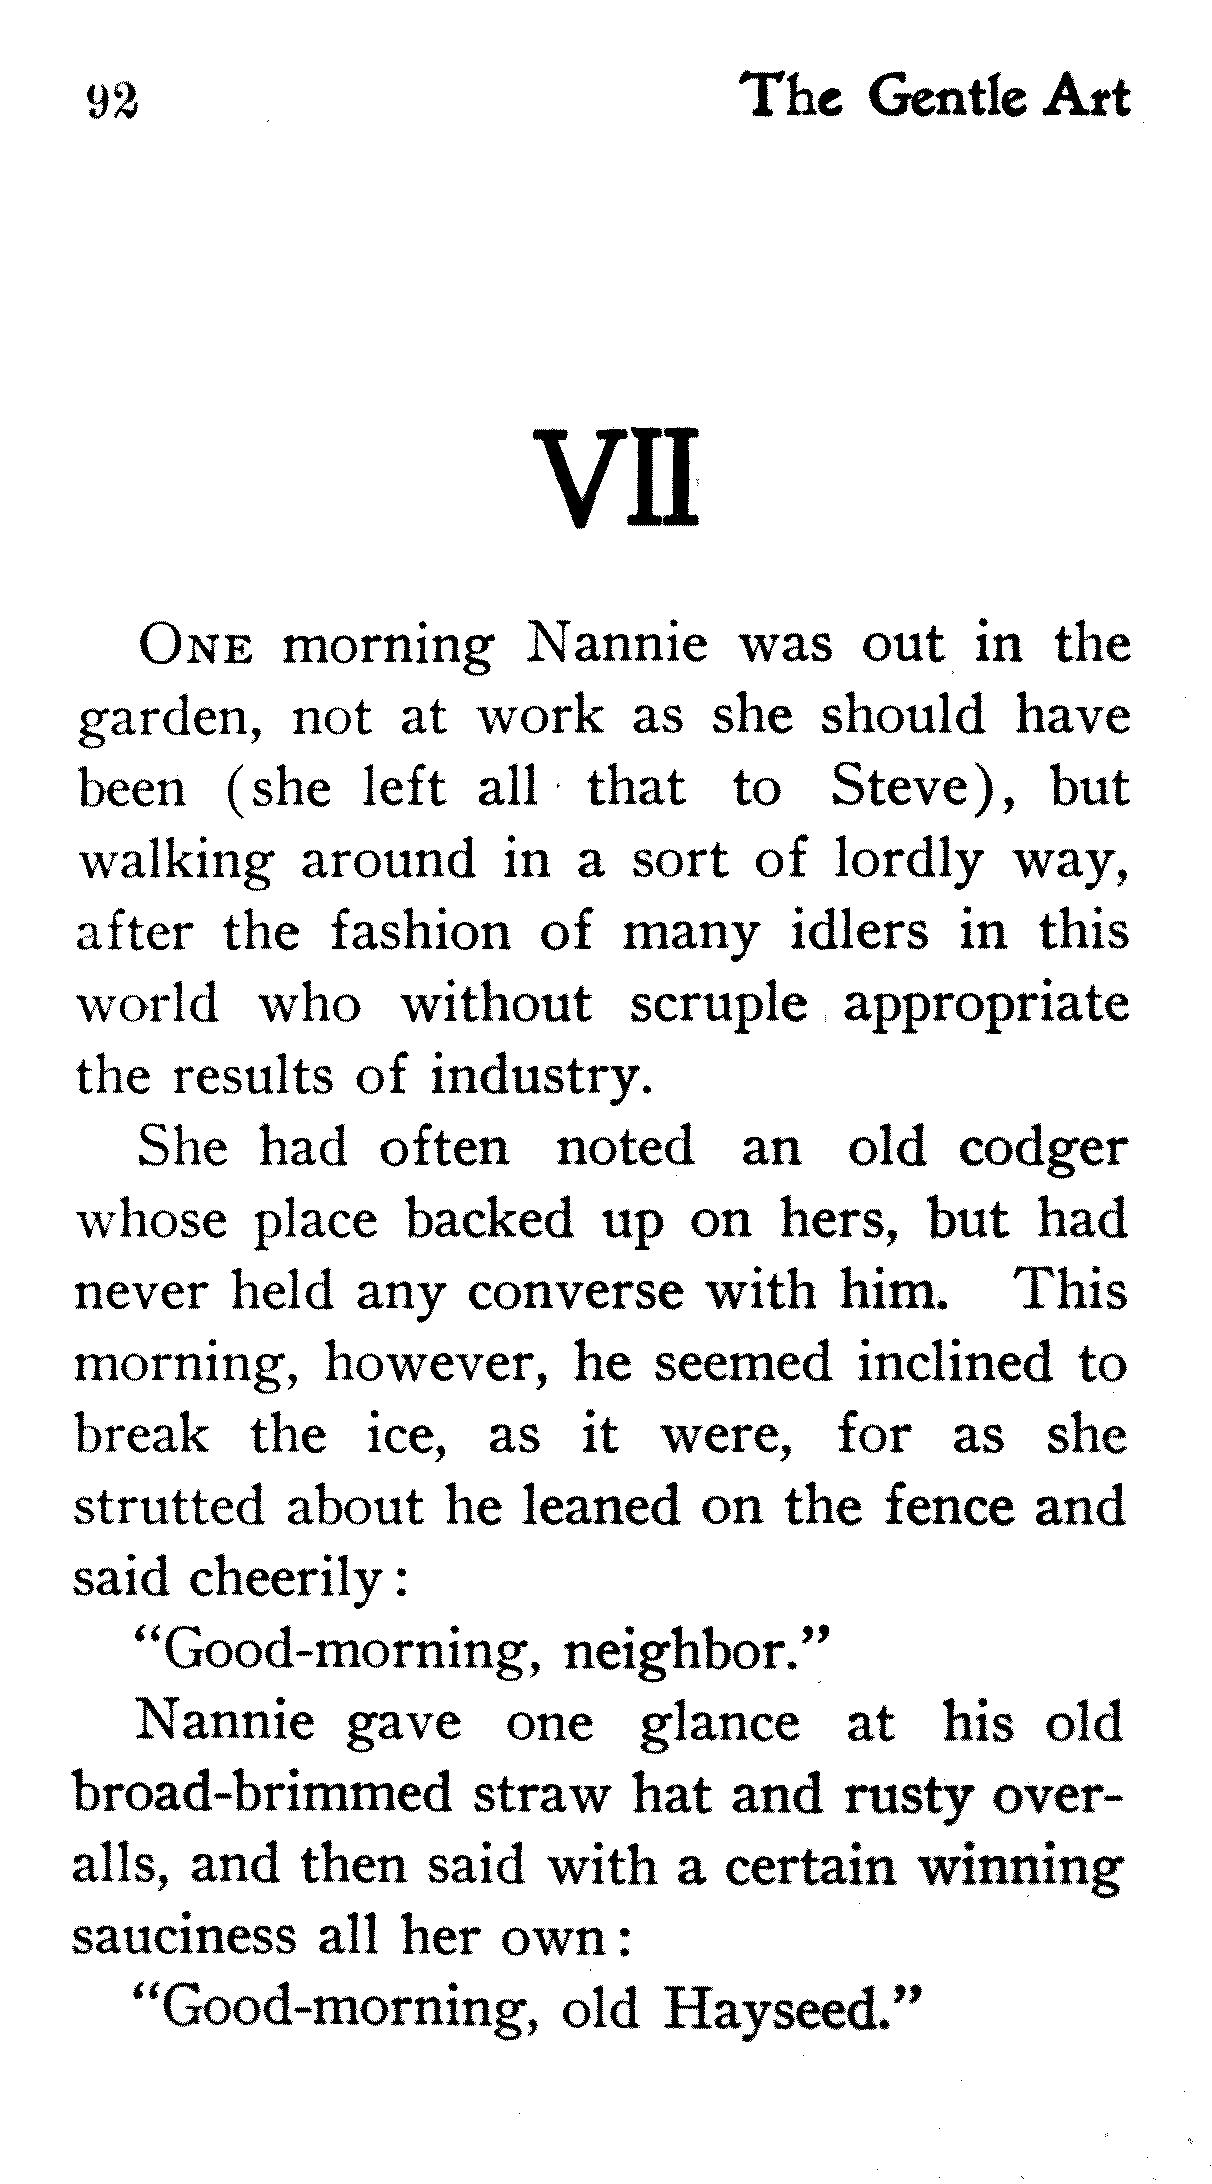 92 The Gentle Art
VII
ONE morning Nannie was out in the
garden, not at work as she should have
been (she left all that to Steve), but
walking around in a sort of lordly way,
after the fashion of many idlers in this
world who without scruple appropriate
the results of industry.
She had often noted an old codger
whose place backed up on hers, but had
never held any converse with him. This
morning, however, he seemed inclined to
break the ice, as it were, for as she
strutted about he leaned on the fence and
said cheerily:
“Good-morning, neighbor.”
Nannie gave one glance at his old
broad-brimmed straw hat and rusty over-
alls, and then said with a certain winning
sauciness all her own:
“Good-morning, old Hayseed.”